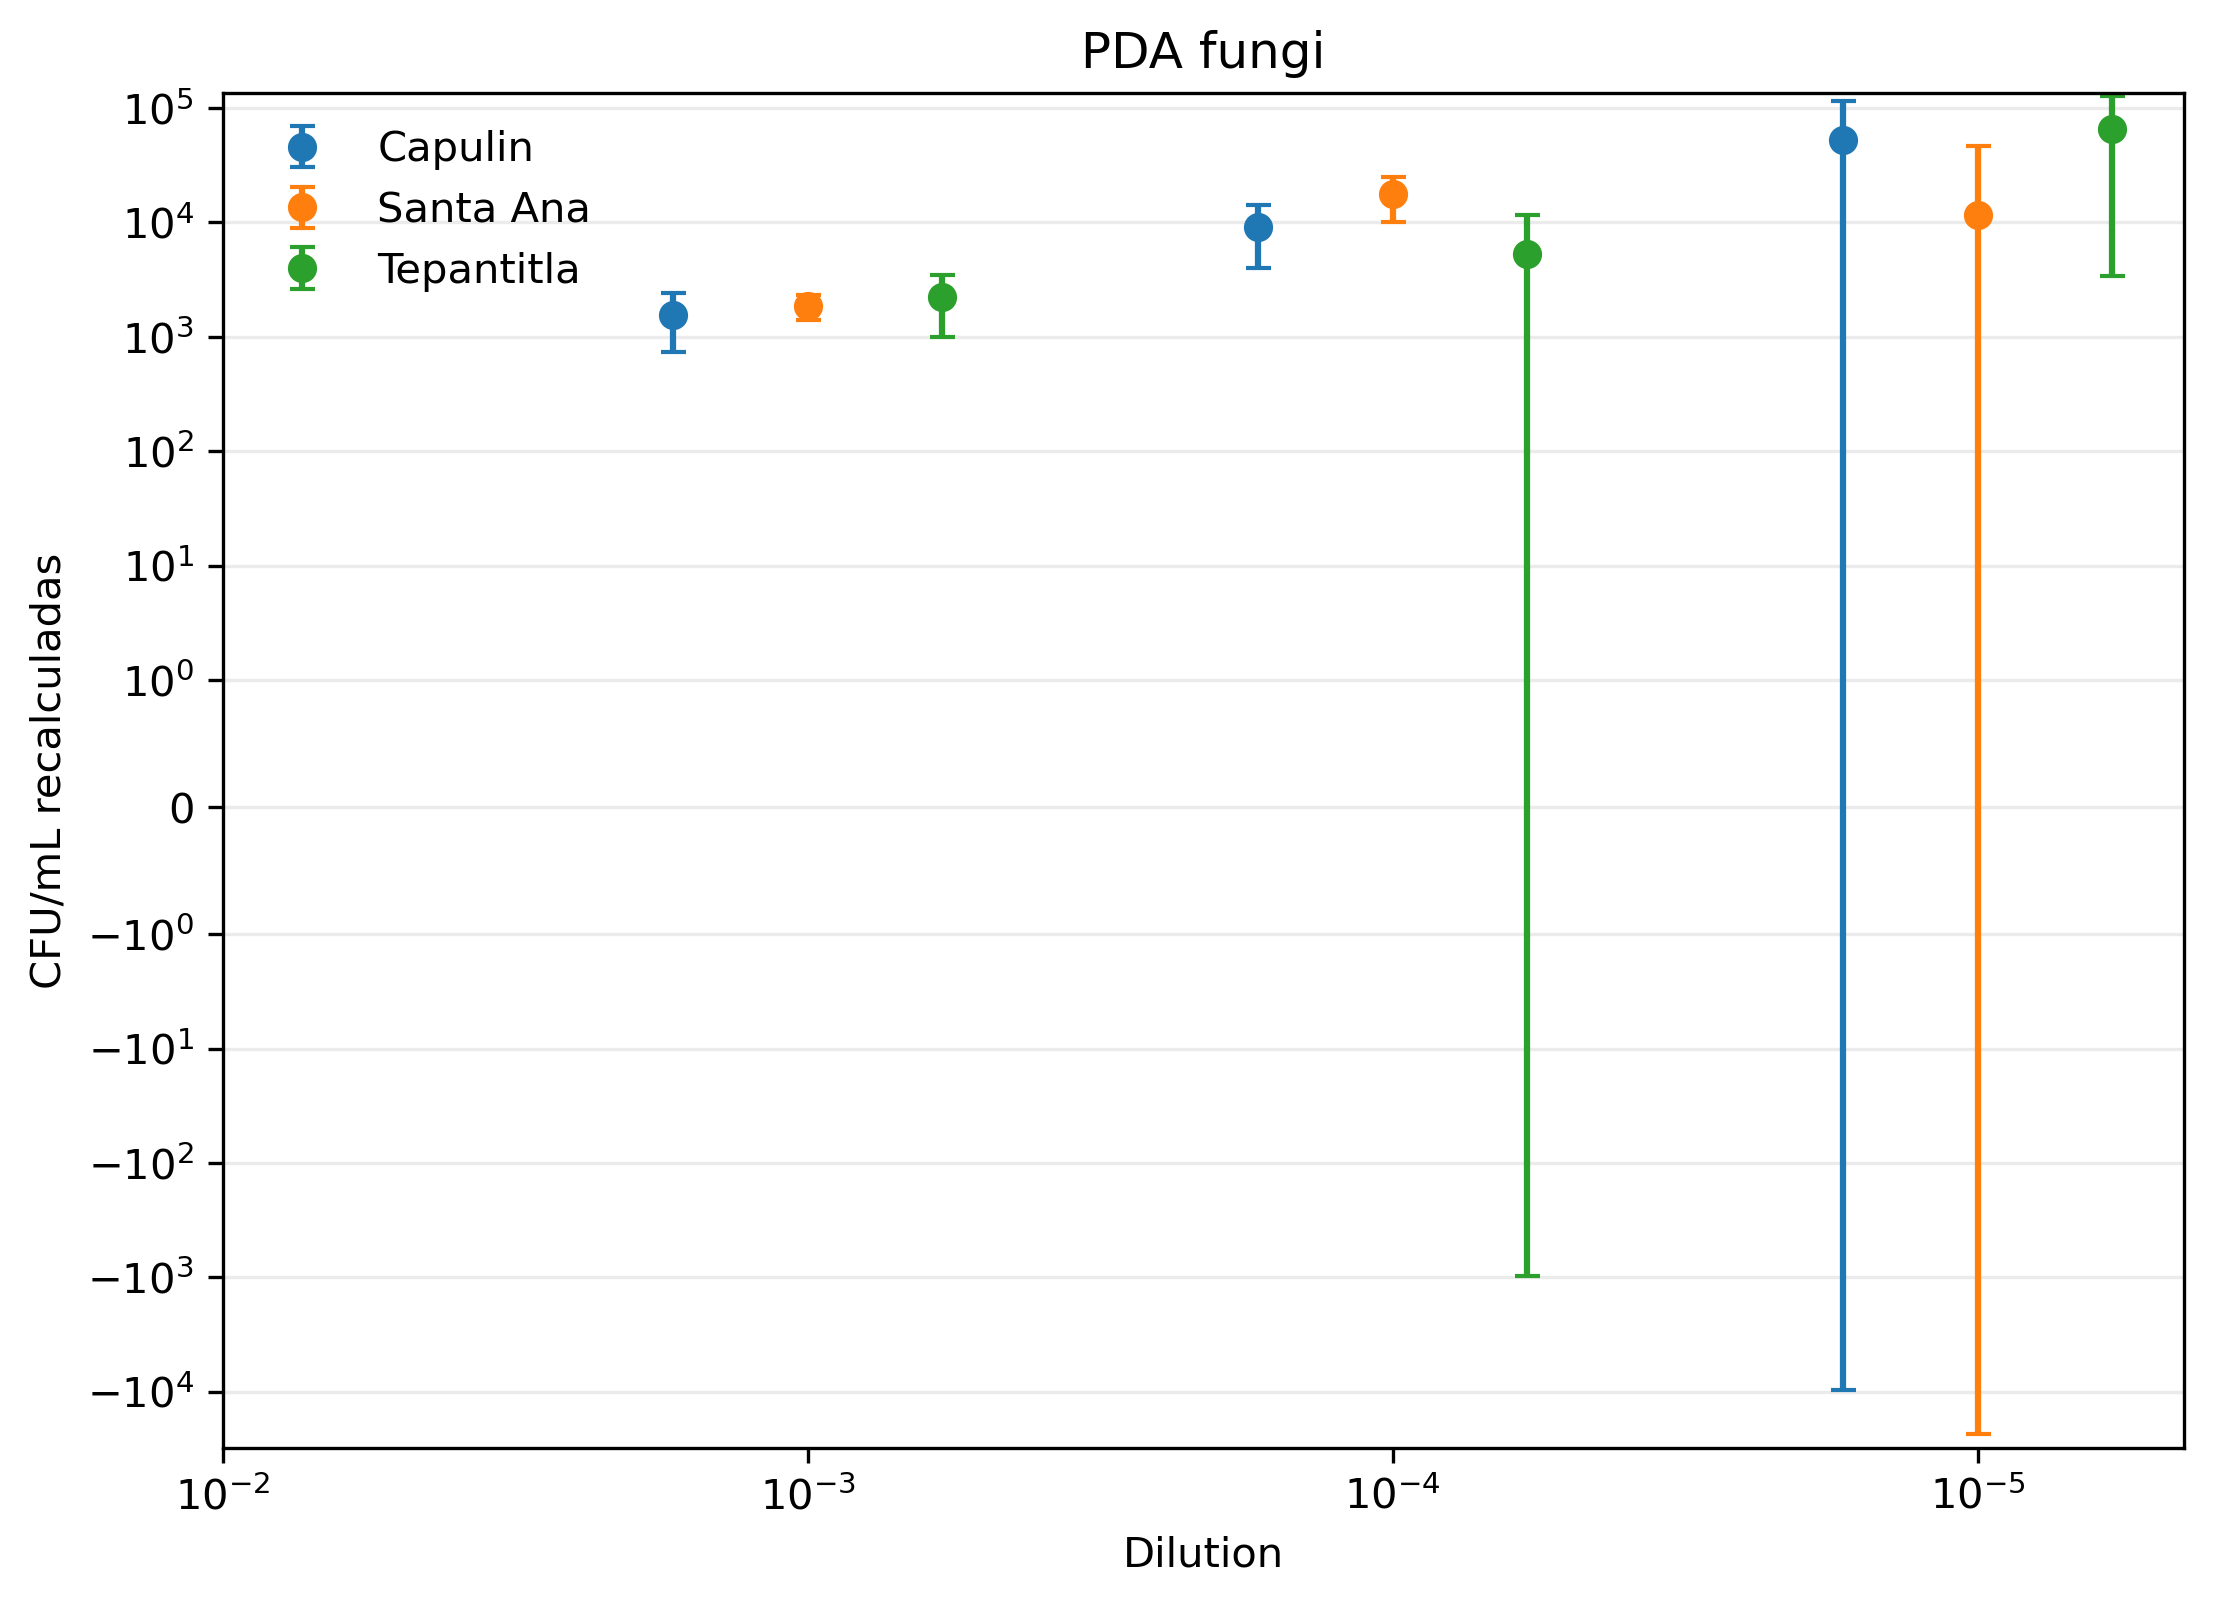 PDA fungi
10⁵
10⁴
10³
10²
10¹
10⁰
0
−10⁰
−10¹
−10²
−10³
−10⁴
CFU/mL recalculadas
Capulin
Santa Ana
Tepantitla
10⁻² 10⁻³ 10⁻⁴ 10⁻⁵
Dilution